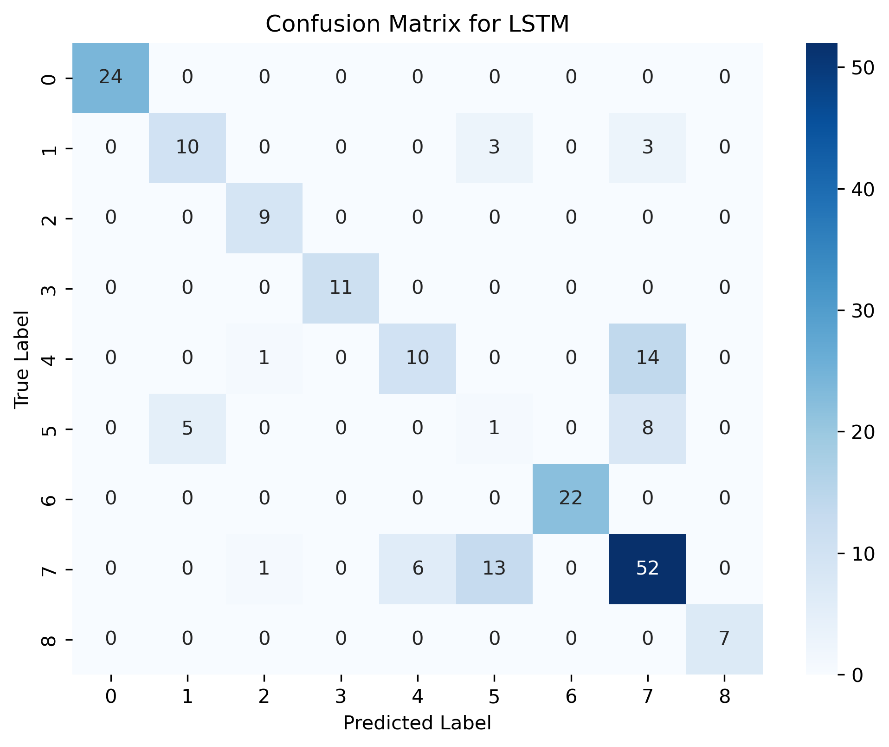 Confusion Matrix for LSTM
0 24 0 0 0 0 0 0 0 0
1 0 10 0 0 0 3 0 3 0
2 0 0 9 0 0 0 0 0 0
3 0 0 0 11 0 0 0 0 0
4 0 0 1 0 10 0 0 14 0
5 0 5 0 0 0 1 0 8 0
6 0 0 0 0 0 0 22 0 0
7 0 0 1 0 6 13 0 52 0
8 0 0 0 0 0 0 0 0 7
0 1 2 3 4 5 6 7 8
Predicted Label
True Label
50
40
30
20
10
0